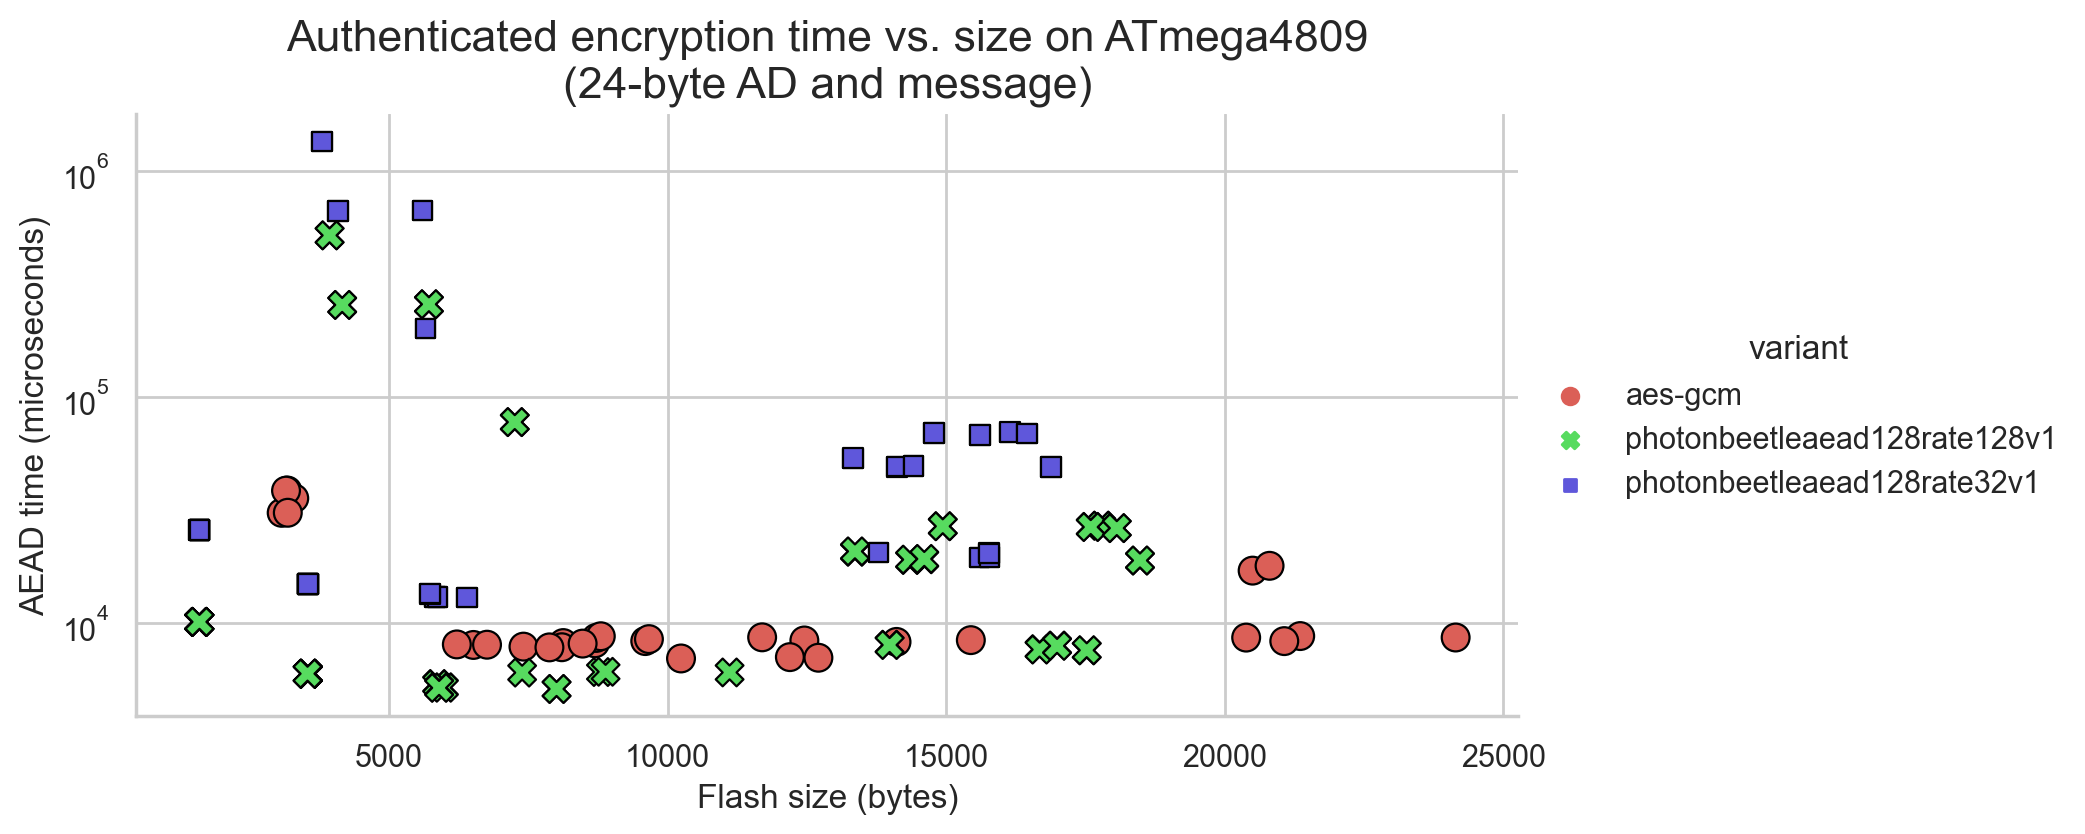 Authenticated encryption time vs. size on ATmega4809
(24-byte AD and message)
AEAD time (microseconds)
10^6
10^5
10^4
5000
10000
15000
20000
25000
Flash size (bytes)
variant
aes-gcm
photonbeetleaead128rate128v1
photonbeetleaead128rate32v1